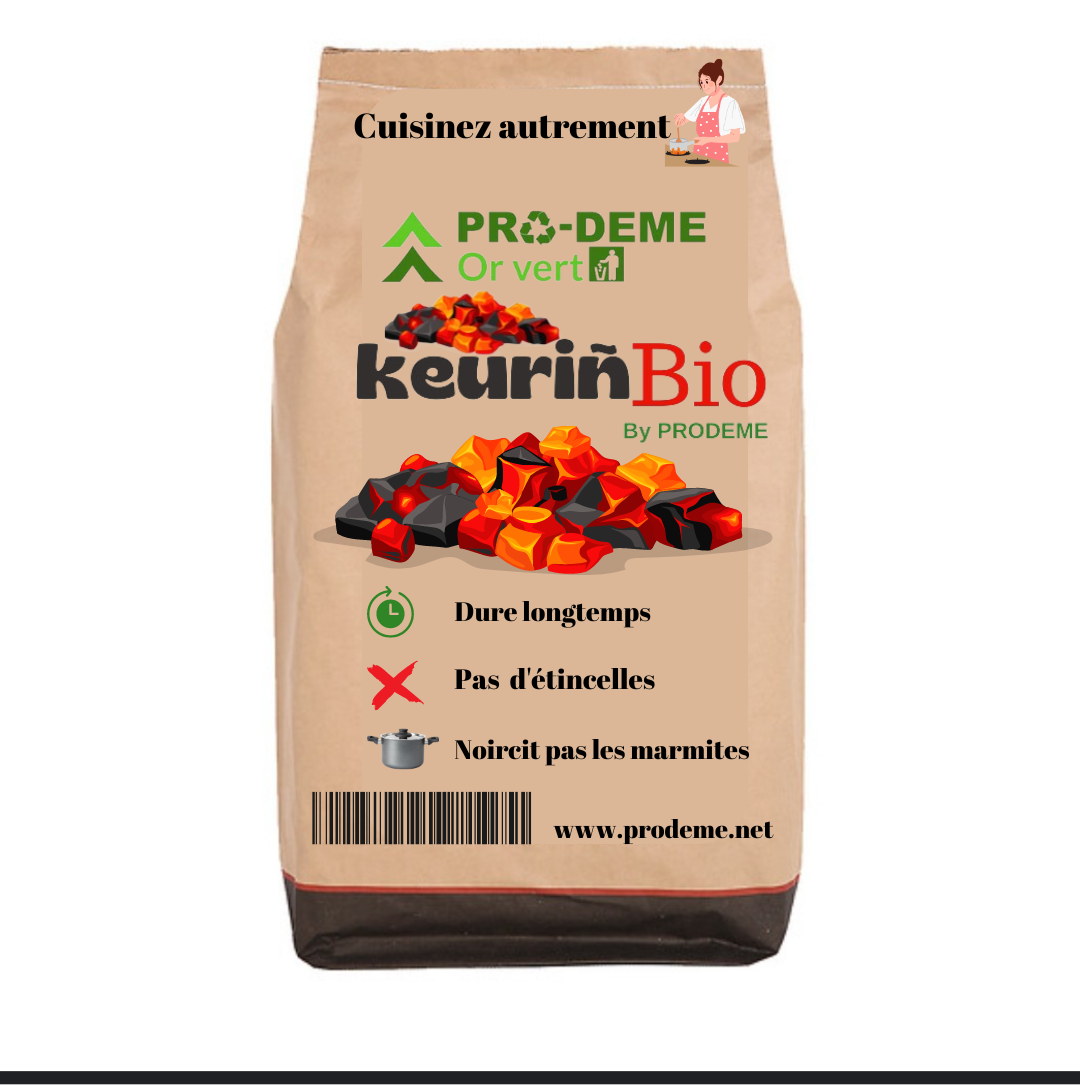 Cuisinez autrement
PRO-DEME
Or vert
keuriñBio
By PRODEME
Dure longtemps
Pas d'étincelles
Noircit pas les marmites
www.prodeme.net